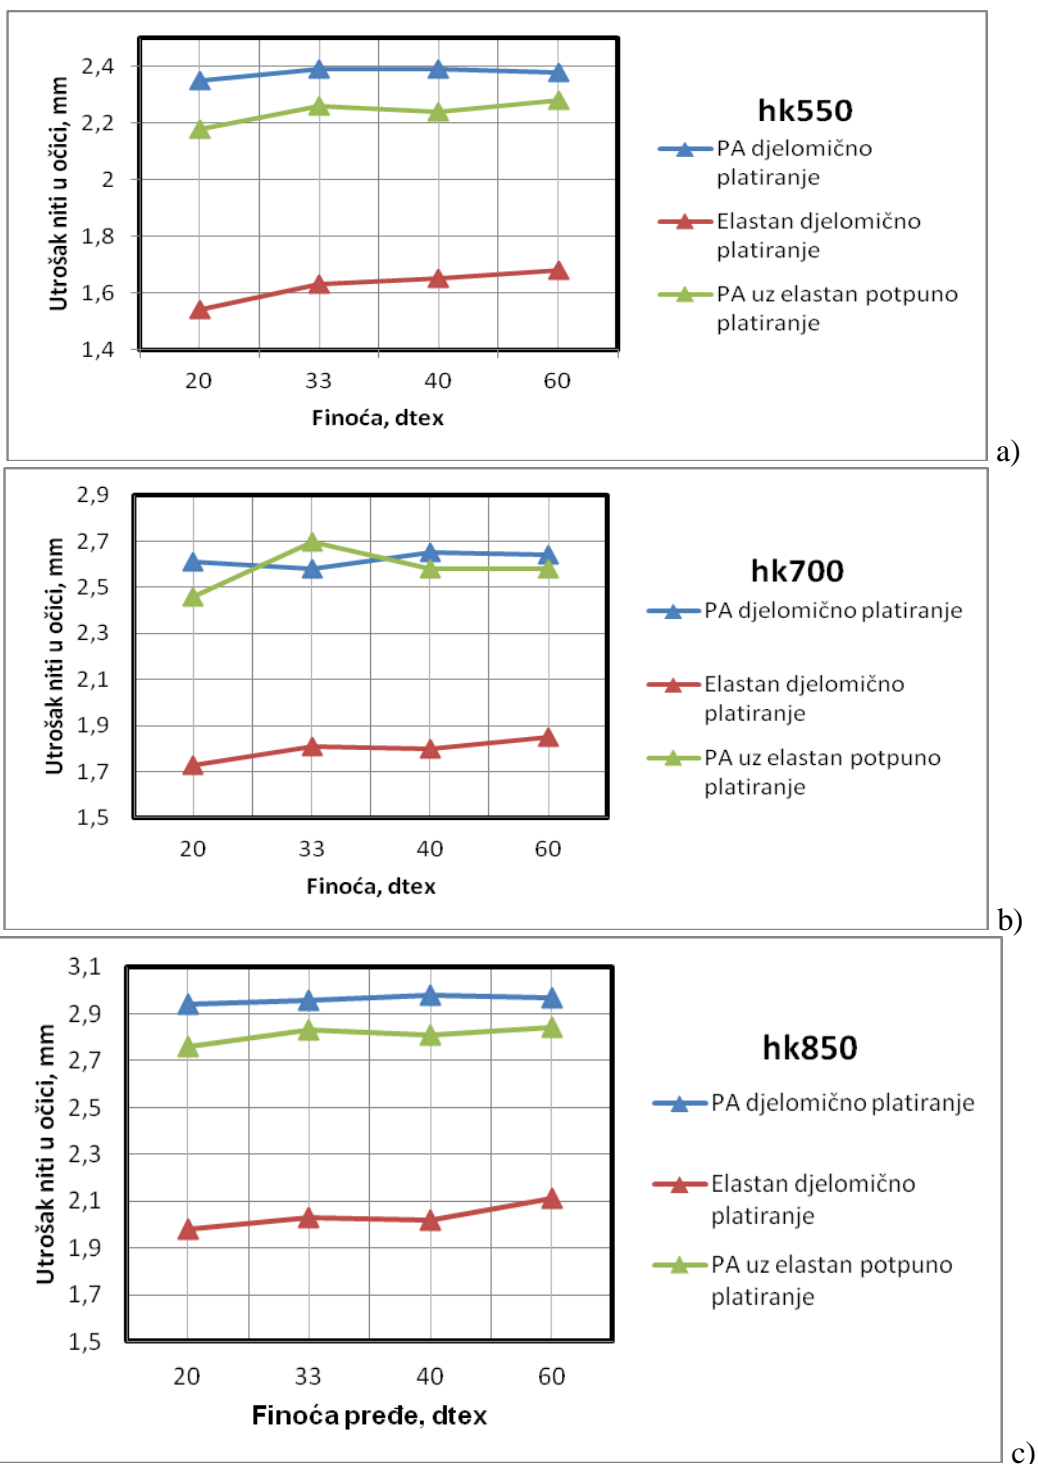 2,4
2,2
2
1,8
1,6
1,4
Utrošak niti u očici, mm
20 33 40 60
Finoća, dtex
hk550
PA djelomično
platiranje
Elastan djelomično
platiranje
PA uz elastan potpuno
platiranje
a)
2,9
2,7
2,5
2,3
2,1
1,9
1,7
1,5
Utrošak niti u očici, mm
20 33 40 60
Finoća, dtex
hk700
PA djelomično platiranje
Elastan djelomično
platiranje
PA uz elastan potpuno
platiranje
b)
3,1
2,9
2,7
2,5
2,3
2,1
1,9
1,7
1,5
Utrošak niti u očici, mm
20 33 40 60
Finoća pređe, dtex
hk850
PA djelomično platiranje
Elastan djelomično
platiranje
PA uz elastan potpuno
platiranje
c)